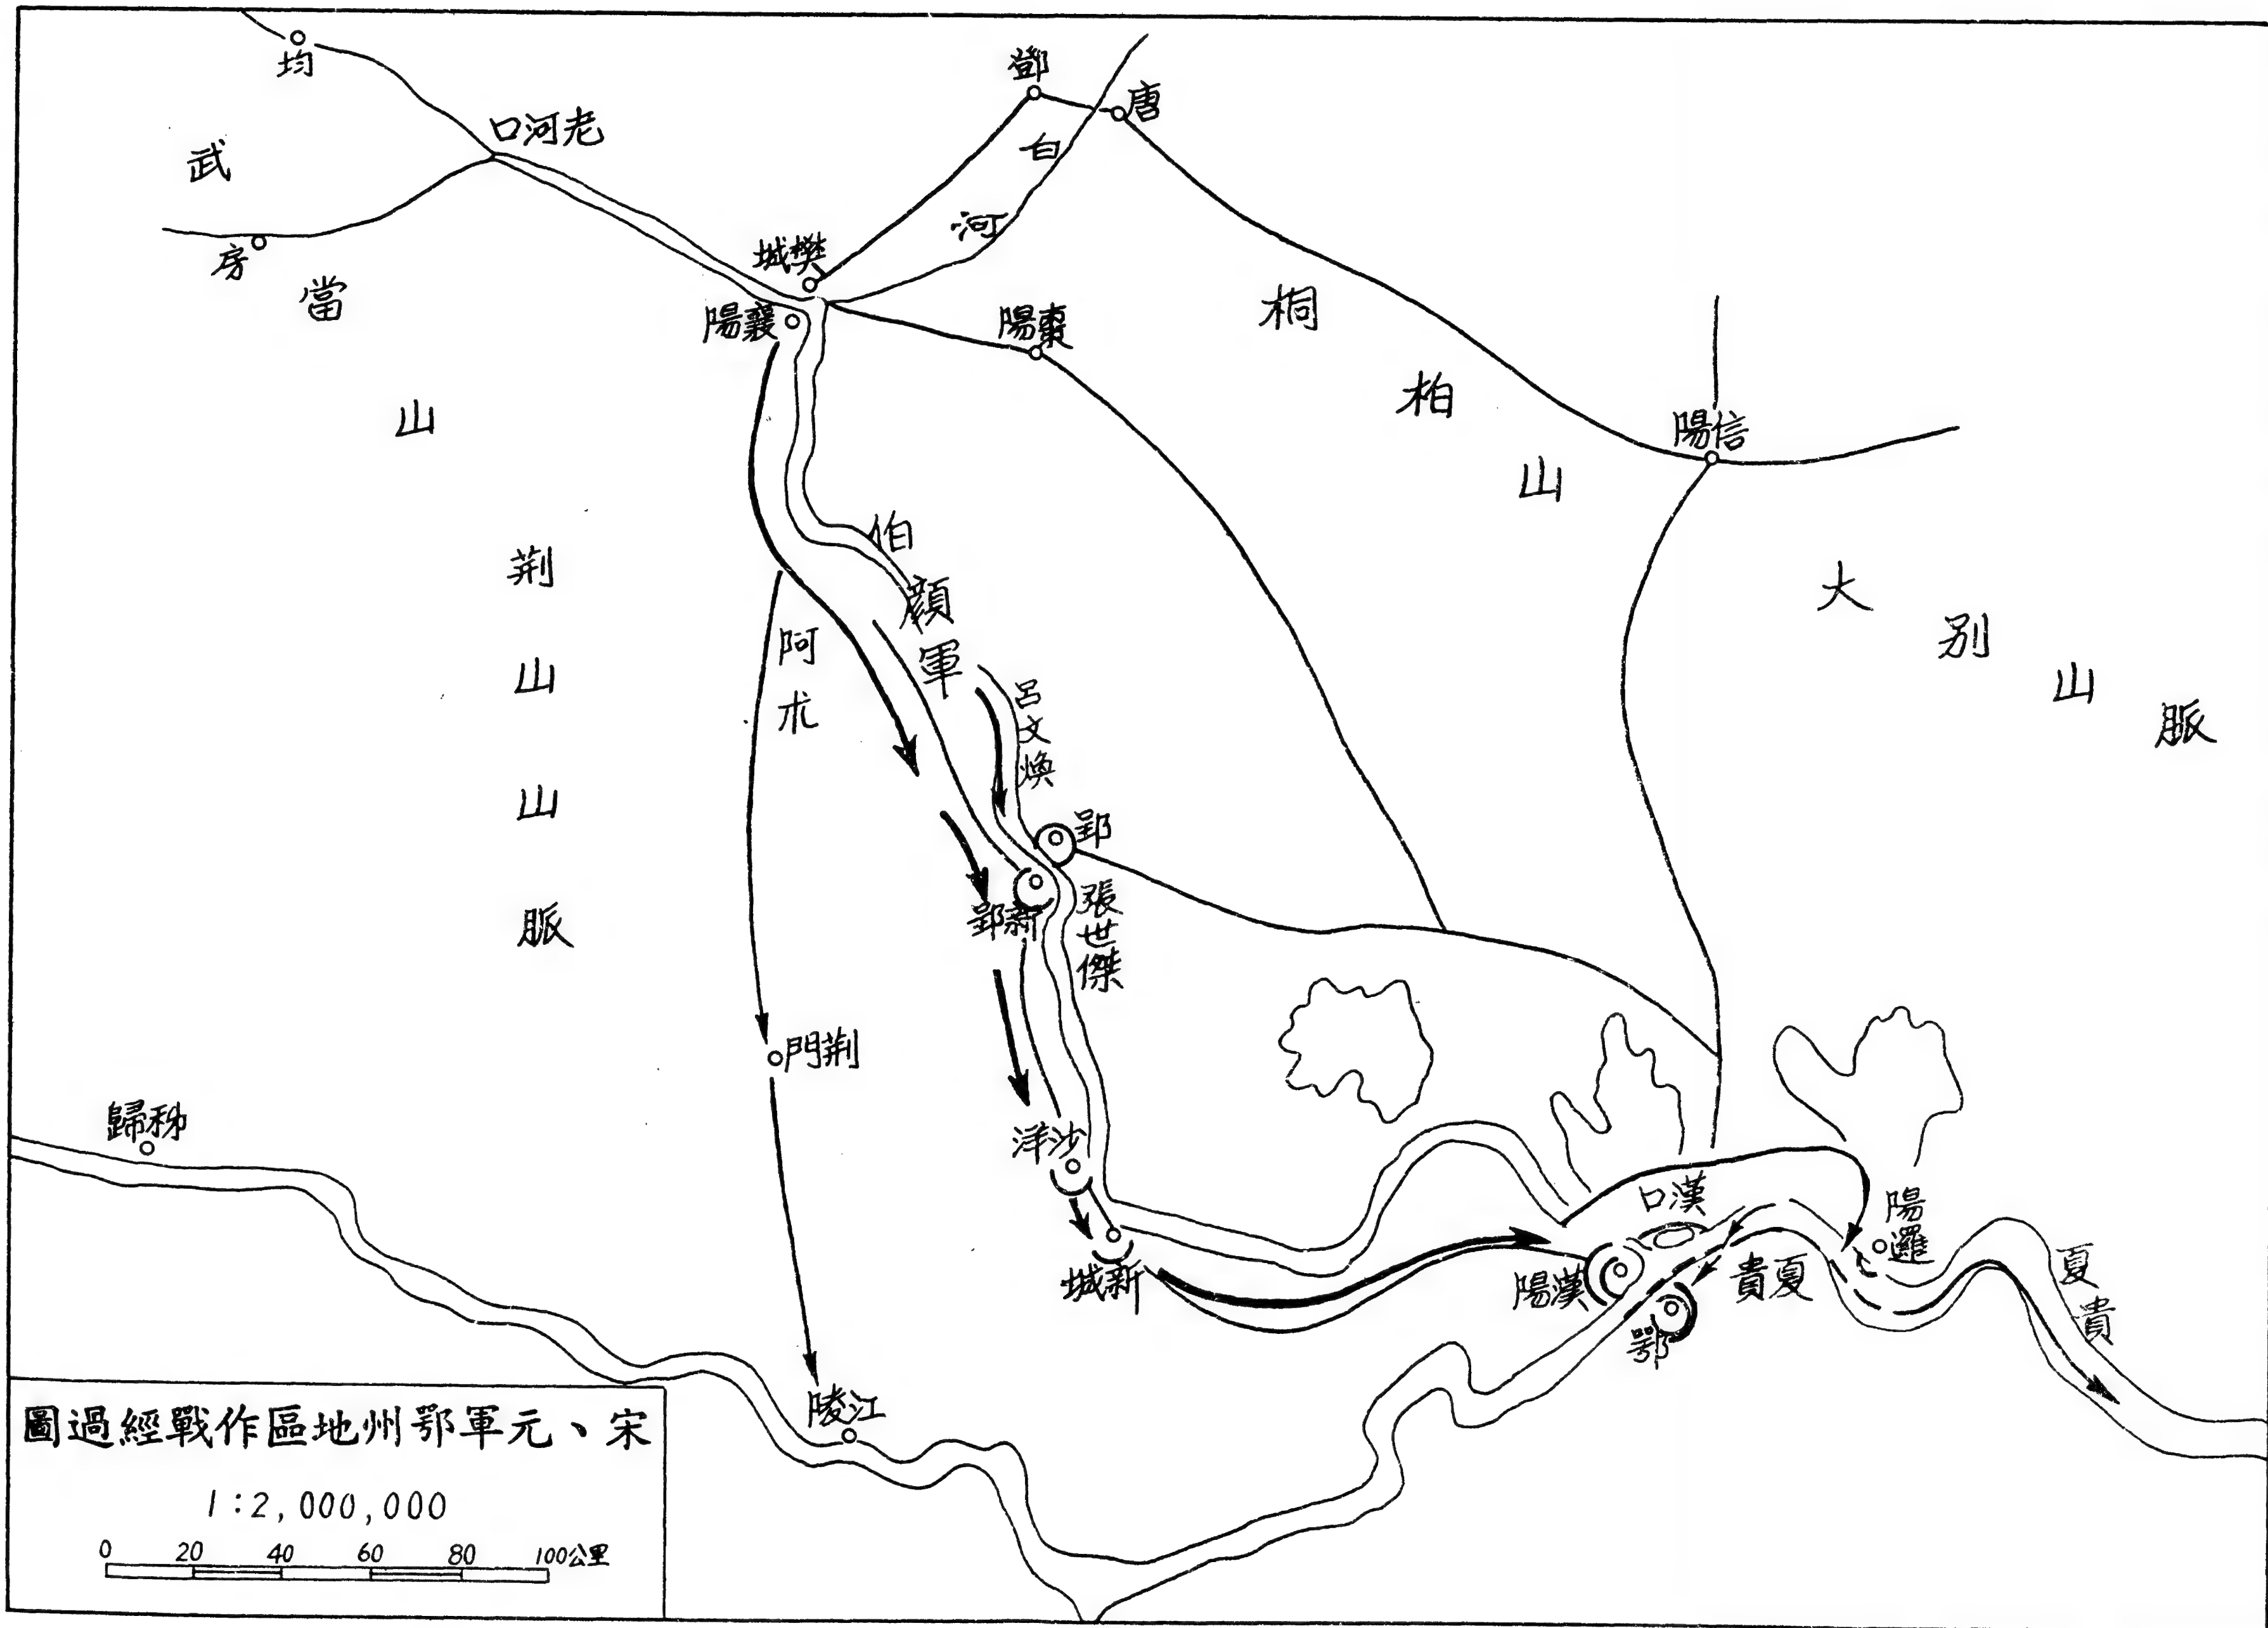 宋、元軍鄂州地區作戰經過圖
1:2,000,000
0 20 40 60 80 100公里
均
老河口
武當山
房
鄧
唐
白河
樊城
襄陽
棗陽
桐柏山
信陽
大別山脈
荆山山脈
伯顏軍
阿朮
呂文煥
郢
新郢
張世傑
荆門
秭歸
沙洋
新城
江陵
漢口
漢陽
鄂
夏貴
陽邏
夏貴